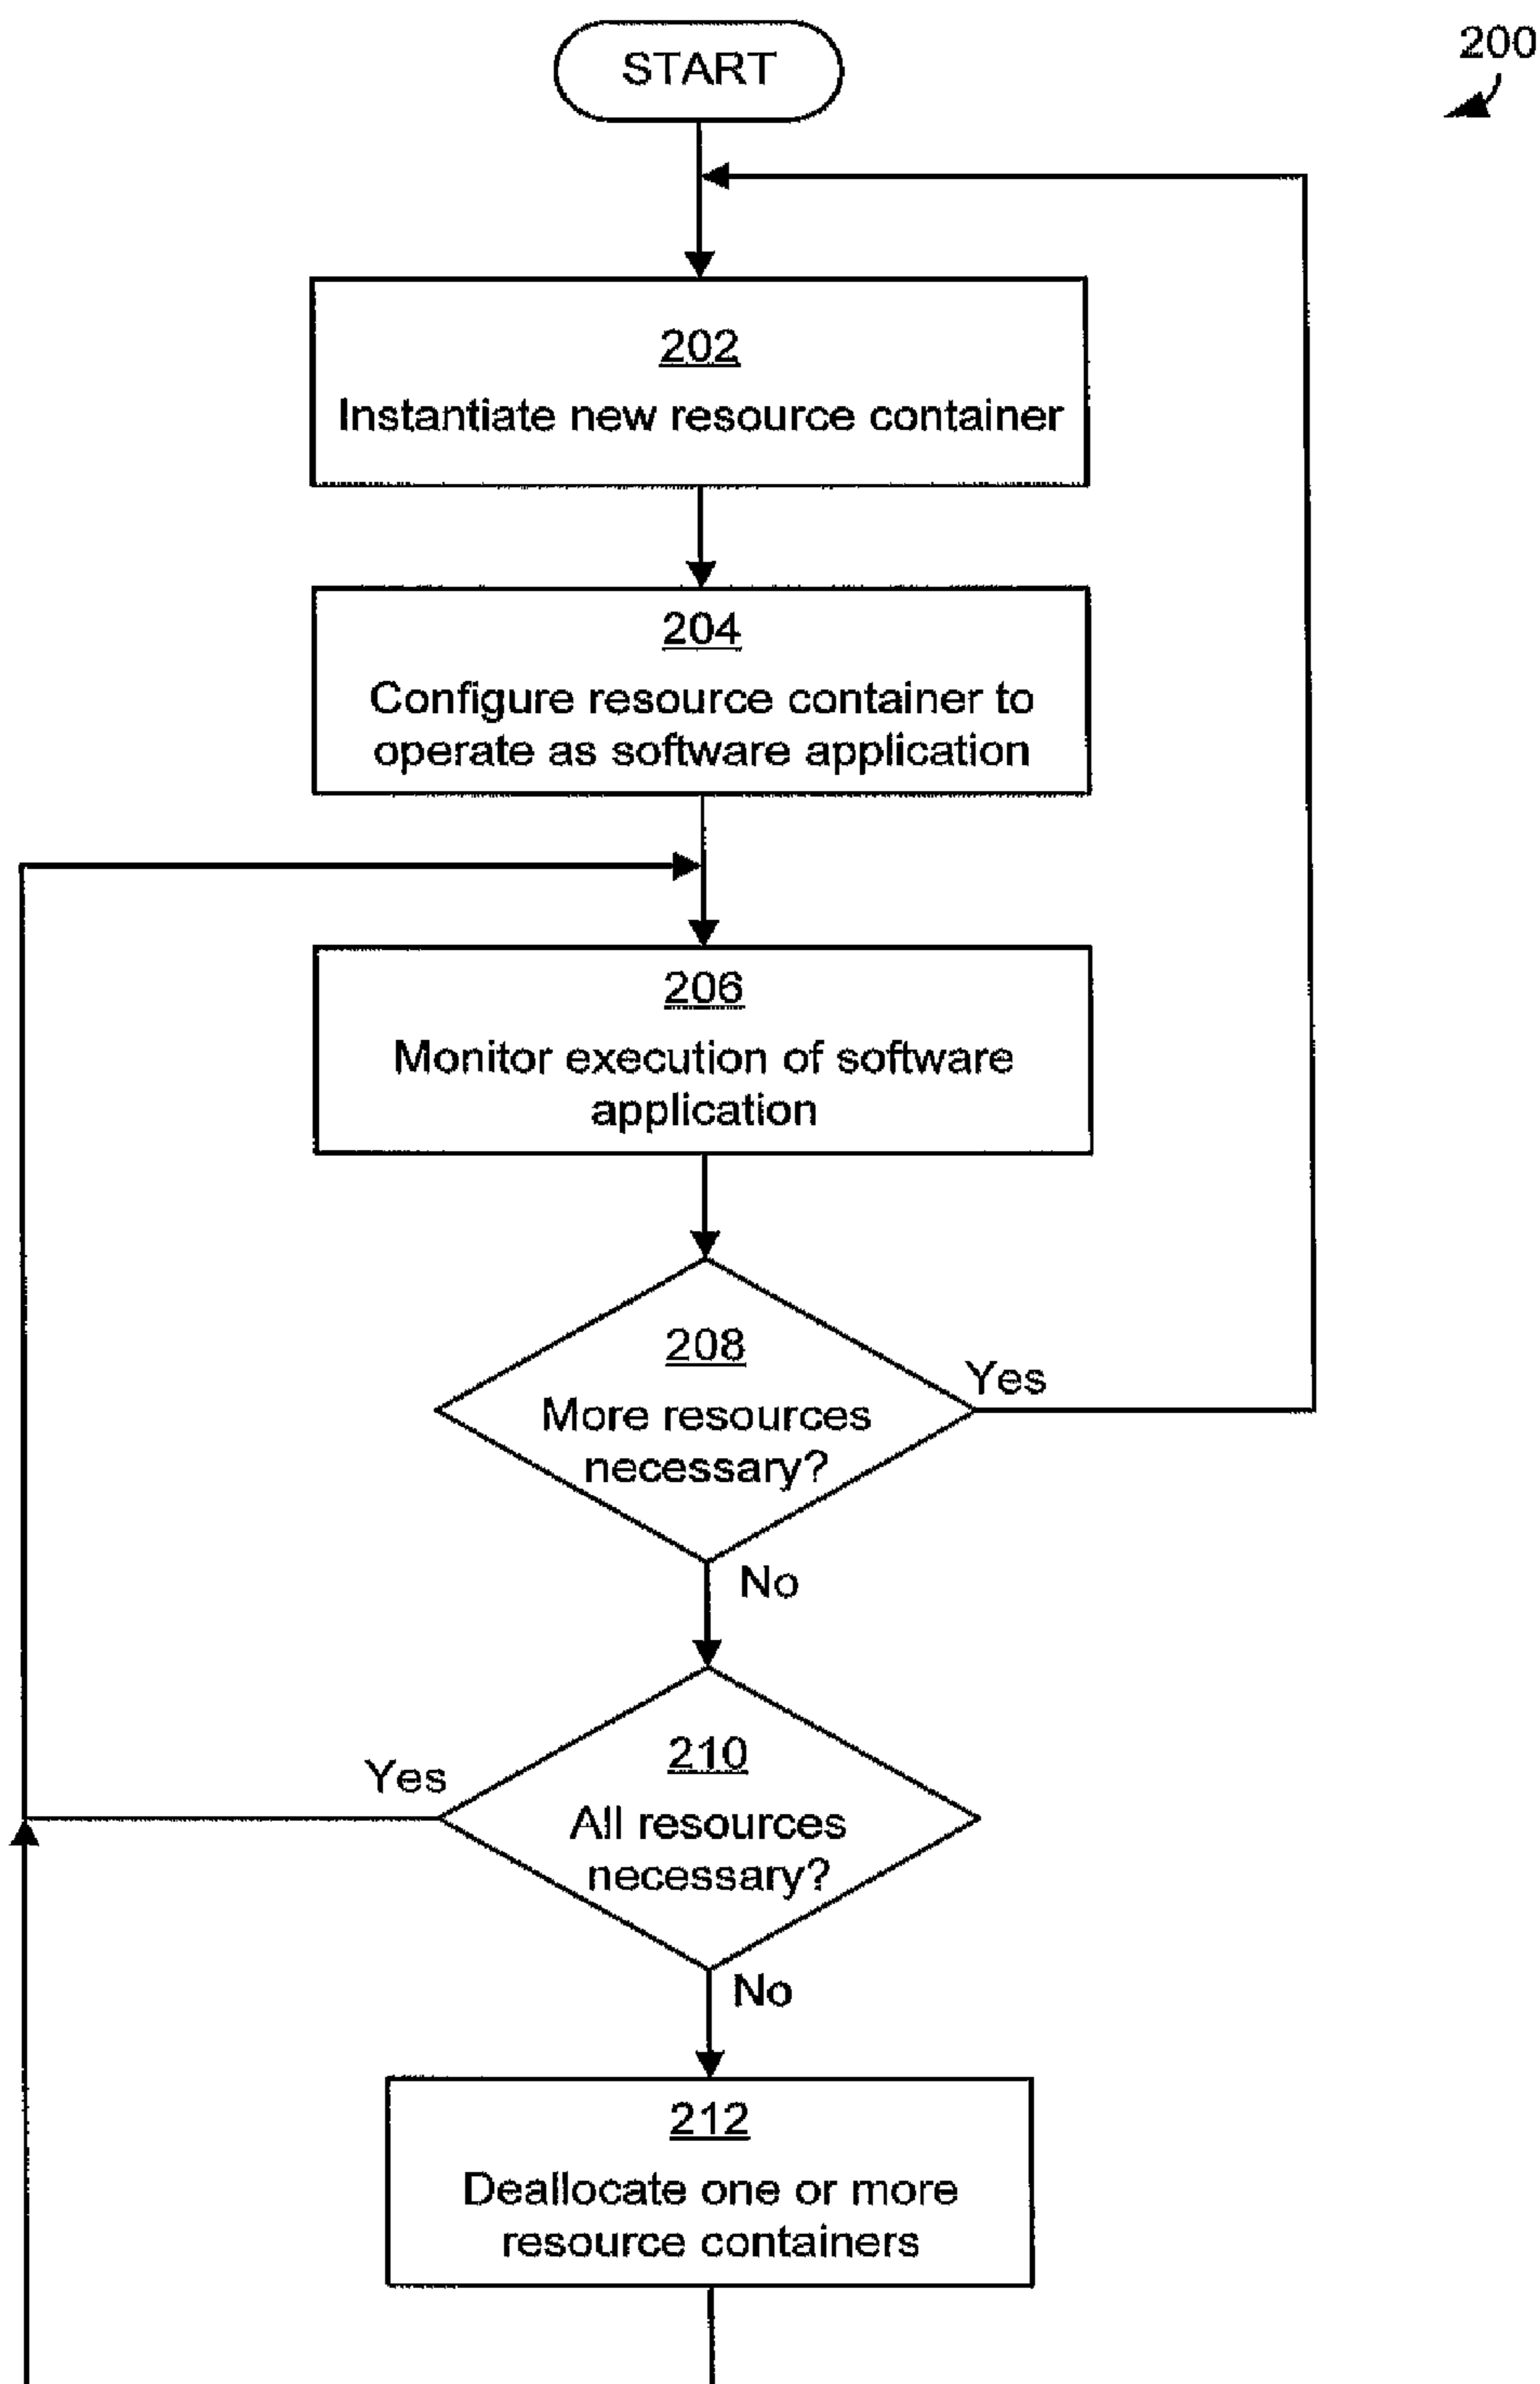 START
200
202
Instantiate new resource container
204
Configure resource container to
operate as software application
206
Monitor execution of software
application
208
More resources
necessary?
Yes
No
210
All resources
necessary?
Yes
No
212
Deallocate one or more
resource containers